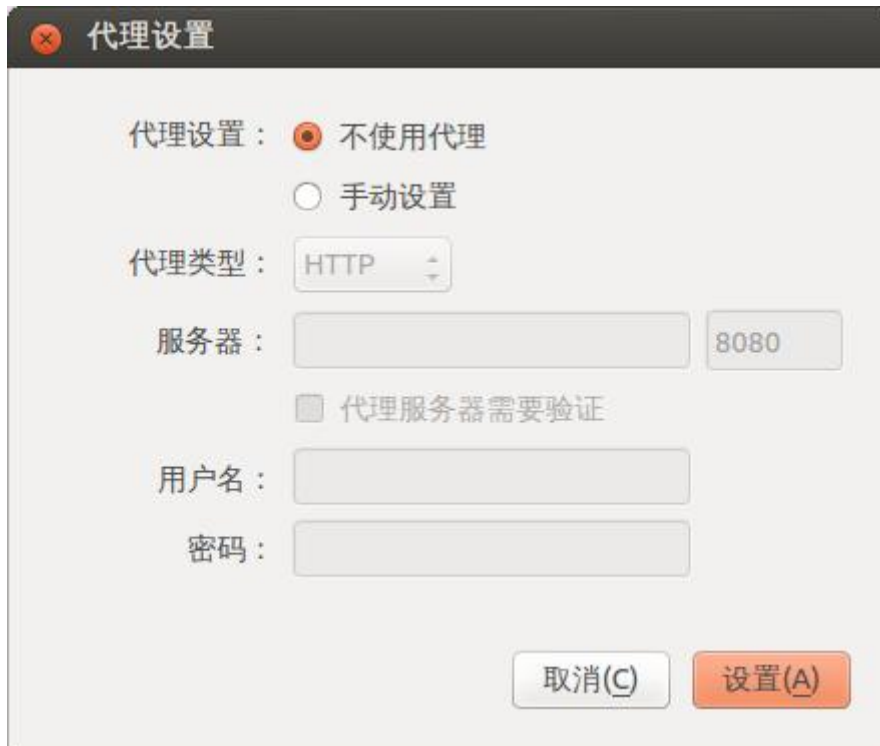 代理设置
代理设置： 不使用代理
手动设置
代理类型： HTTP
服务器： 8080
代理服务器需要验证
用户名：
密码：
取消(C) 设置(A)